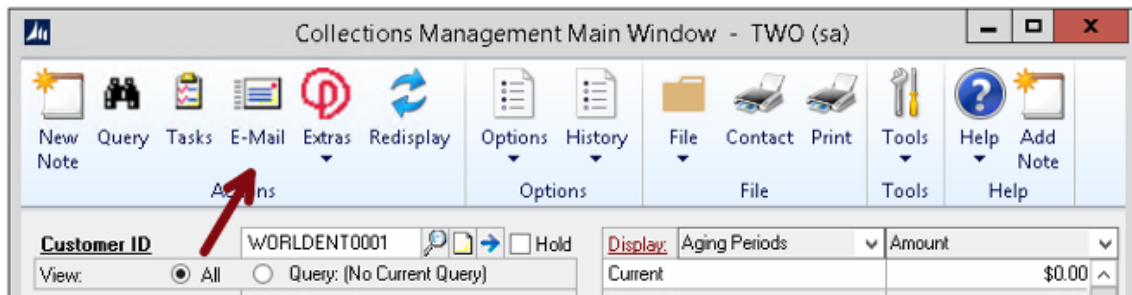 Collections Management Main Window - TWO (sa)
New Note Query Tasks E-Mail Extras Redisplay Options History File Contact Print Tools Help Add Note
Actions Options File Tools Help
Customer ID WORLDENT0001 Hold Display: Aging Periods Amount
View: All Query: (No Current Query) Current $0.00